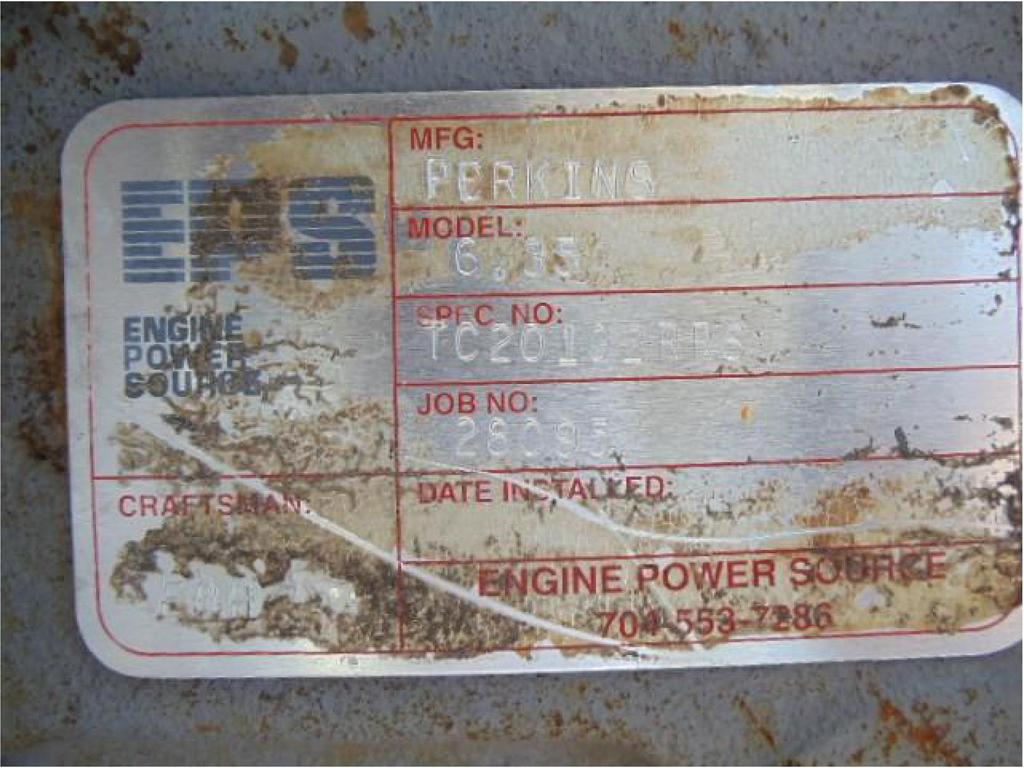 EPS
ENGINE
POWER
SOURCE
MFG:
PERKINS
MODEL:
6.35
SPEC NO:
JOB NO:
28095
CRAFTSMAN:
DATE INSTALLED:
ENGINE POWER SOURCE
704-553-7286